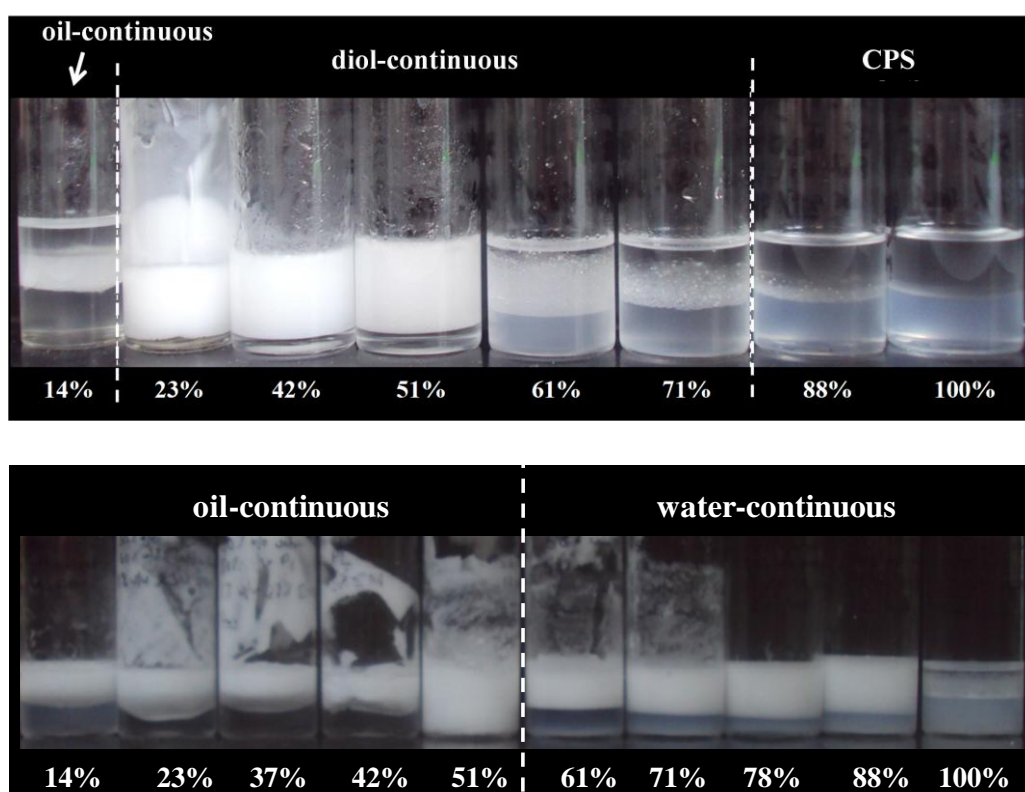 oil-continuous
diol-continuous CPS
14% 23% 42% 51% 61% 71% 88% 100%
oil-continuous water-continuous
14% 23% 37% 42% 51% 61% 71% 78% 88% 100%